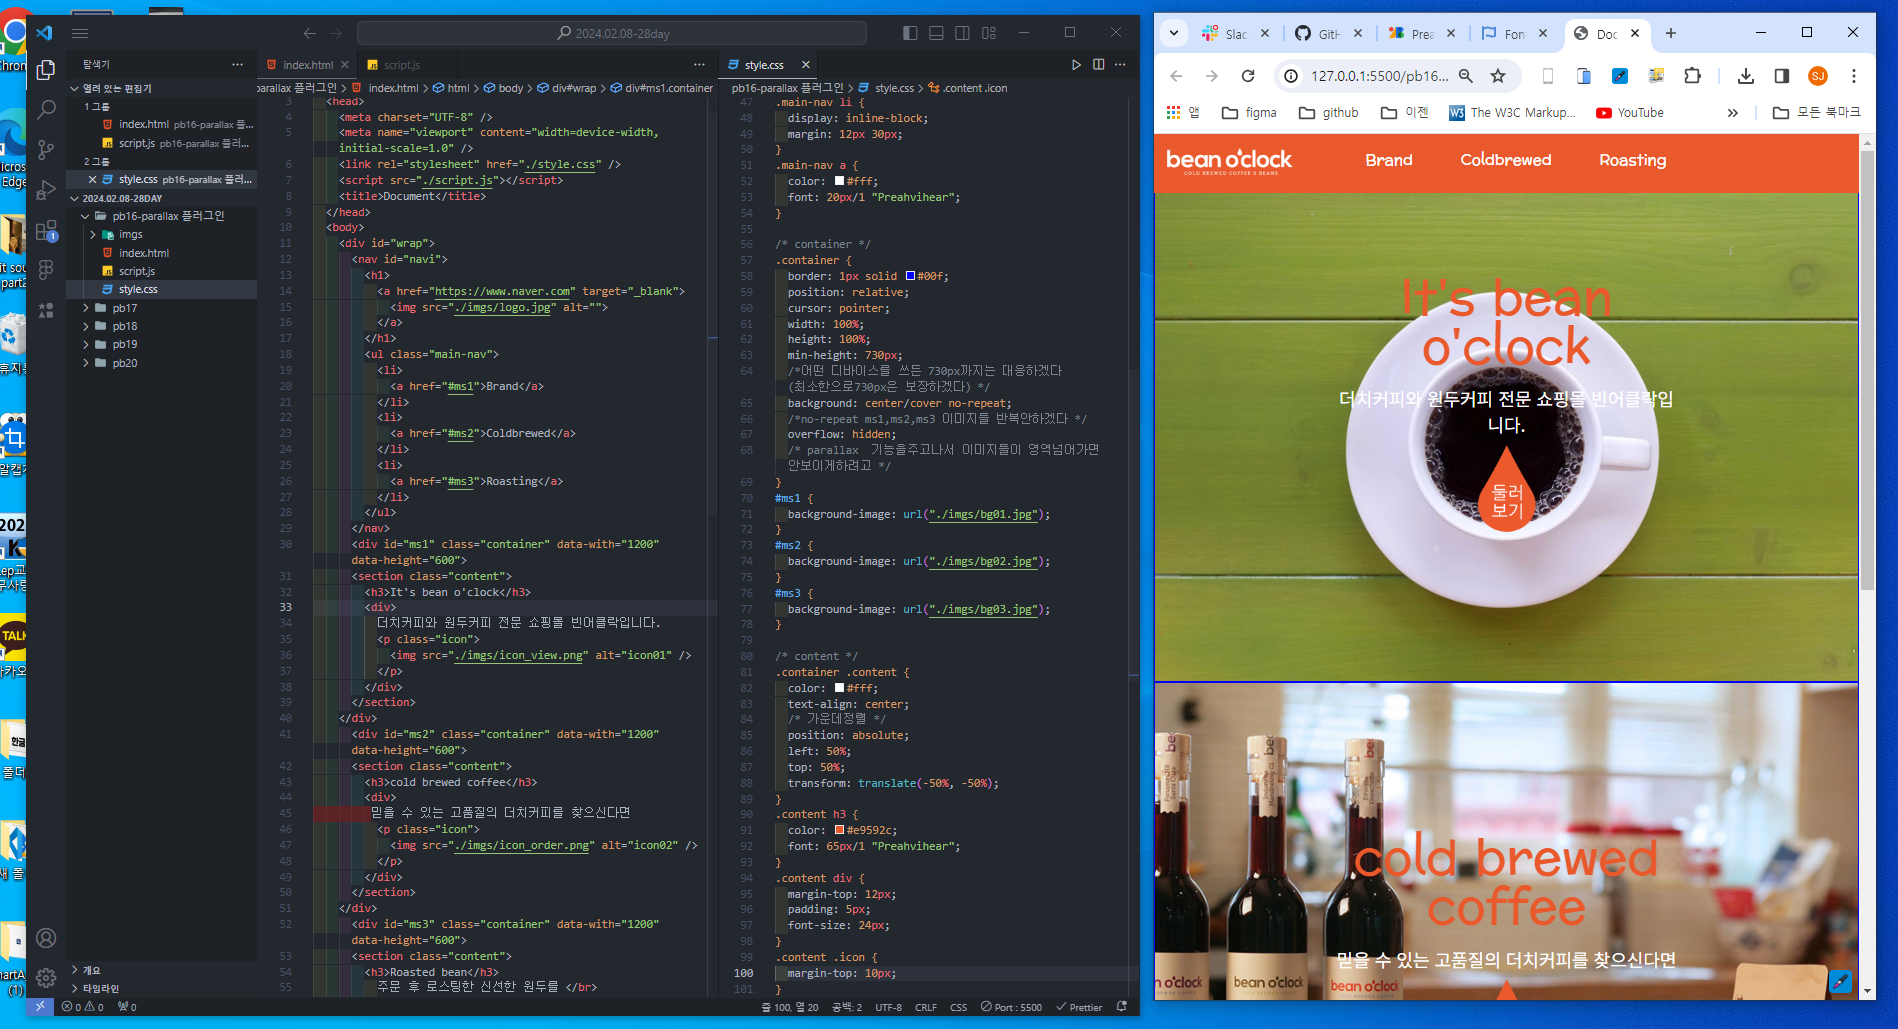 2024.02.08-28day
탐색기
열려 있는 편집기
1 그룹
index.html pb16-parallax 플...
script.js pb16-parallax 플러...
2 그룹
style.css pb16-parallax 플러...
2024.02.08-28DAY
pb16-parallax 플러그인
imgs
index.html
script.js
style.css
pb17
pb18
pb19
pb20
개요
타임라인
index.html
script.js
parallax 플러그인 > index.html > html > body > div#wrap > div#ms1.container
3 <head>
4 <meta charset="UTF-8" />
5 <meta name="viewport" content="width=device-width,
initial-scale=1.0" />
6 <link rel="stylesheet" href="./style.css" />
7 <script src="./script.js"></script>
8 <title>Document</title>
9 </head>
10 <body>
11 <div id="wrap">
12 <nav id="navi">
13 <h1>
14 <a href="https://www.naver.com" target="_blank">
15 <img src="./imgs/logo.jpg" alt="">
16 </a>
17 </h1>
18 <ul class="main-nav">
19 <li>
20 <a href="#ms1">Brand</a>
21 </li>
22 <li>
23 <a href="#ms2">Coldbrewed</a>
24 </li>
25 <li>
26 <a href="#ms3">Roasting</a>
27 </li>
28 </ul>
29 </nav>
30 <div id="ms1" class="container" data-with="1200"
data-height="600">
31 <section class="content">
32 <h3>It's bean o'clock</h3>
33 <div>
34 더치커피와 원두커피 전문 쇼핑몰 빈어클락입니다.
35 <p class="icon">
36 <img src="./imgs/icon_view.png" alt="icon01" />
37 </p>
38 </div>
39 </section>
40 </div>
41 <div id="ms2" class="container" data-with="1200"
data-height="600">
42 <section class="content">
43 <h3>cold brewed coffee</h3>
44 <div>
45 믿을 수 있는 고품질의 더치커피를 찾으신다면
46 <p class="icon">
47 <img src="./imgs/icon_order.png" alt="icon02" />
48 </p>
49 </div>
50 </section>
51 </div>
52 <div id="ms3" class="container" data-with="1200"
data-height="600">
53 <section class="content">
54 <h3>Roasted bean</h3>
55 주문 후 로스팅한 신선한 원두를 </br>
style.css
pb16-parallax 플러그인 > style.css > .content .icon
47 .main-nav li {
48 display: inline-block;
49 margin: 12px 30px;
50 }
51 .main-nav a {
52 color: #fff;
53 font: 20px/1 "Preahvihear";
54 }
55
56 /* container */
57 .container {
58 border: 1px solid #00f;
59 position: relative;
60 cursor: pointer;
61 width: 100%;
62 height: 100%;
63 min-height: 730px;
64 /*어떤 디바이스를 쓰든 730px까지는 대응하겠다
(최소한으로730px은 보장하겠다) */
65 background: center/cover no-repeat;
66 /*no-repeat ms1,ms2,ms3 이미지들 반복안하겠다 */
67 overflow: hidden;
68 /* parallax 기능을주고나서 이미지들이 영역넘어가면
안보이게하려고 */
69 }
70 #ms1 {
71 background-image: url("./imgs/bg01.jpg");
72 }
73 #ms2 {
74 background-image: url("./imgs/bg02.jpg");
75 }
76 #ms3 {
77 background-image: url("./imgs/bg03.jpg");
78 }
79
80 /* content */
81 .container .content {
82 color: #fff;
83 text-align: center;
84 /* 가운데정렬 */
85 position: absolute;
86 left: 50%;
87 top: 50%;
88 transform: translate(-50%, -50%);
89 }
90 .content h3 {
91 color: #e9592c;
92 font: 65px/1 "Preahvihear";
93 }
94 .content div {
95 margin-top: 12px;
96 padding: 5px;
97 font-size: 24px;
98 }
99 .content .icon {
100 margin-top: 10px;
101 }
0 0 0
줄 100, 열 20 공백: 2 UTF-8 CRLF CSS Port : 5500 Prettier
Slac GitH Prea Fon Doc
127.0.0.1:5500/pb16... SJ
앱 figma github 이젠 The W3C Markup... YouTube » 모든 북마크
bean o'clock Brand Coldbrewed Roasting
COLD BREWED COFFEE & BEANS
It's bean
o'clock
더치커피와 원두커피 전문 쇼핑몰 빈어클락입
니다.
둘러
보기
cold brewed
coffee
믿을 수 있는 고품질의 더치커피를 찾으신다면
bean o'clock bean o'clock bean o'clock